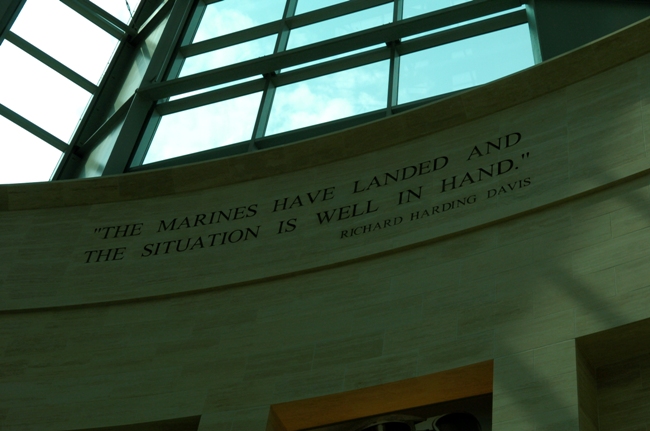 "THE MARINES HAVE LANDED AND
THE SITUATION IS WELL IN HAND."
RICHARD HARDING DAVIS